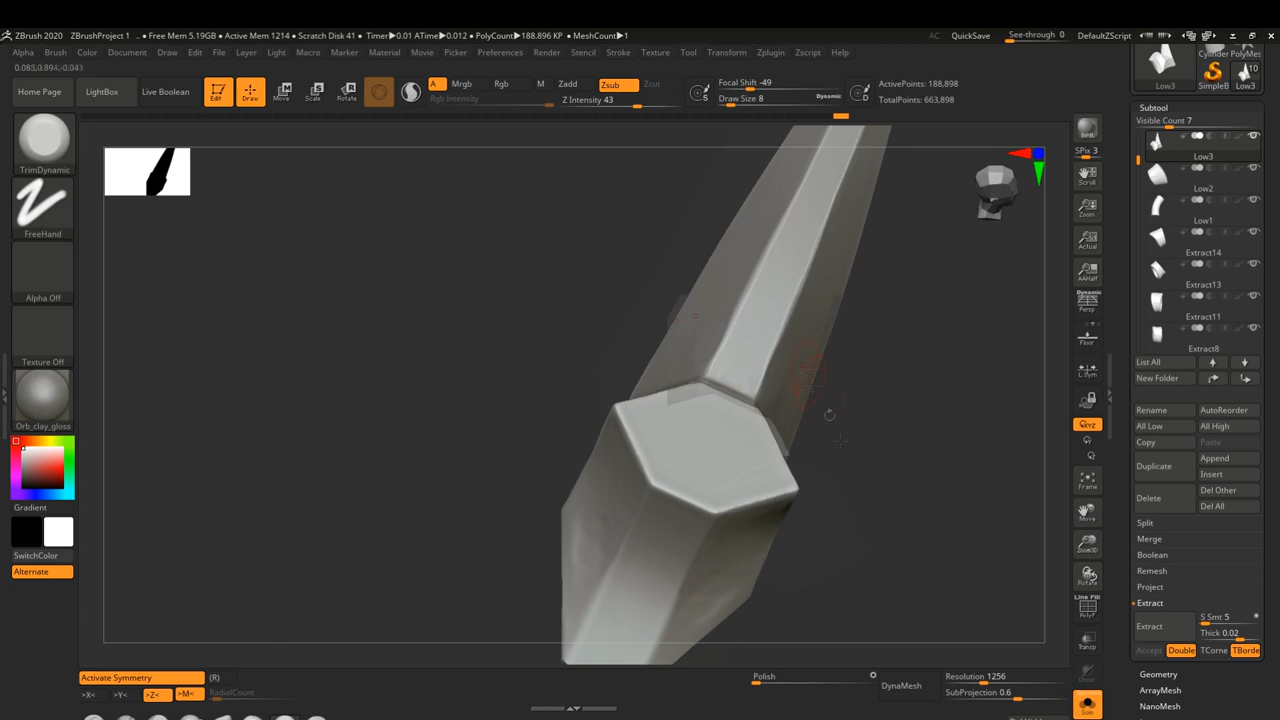 ZBrush 2020 ZBrushProject 1 .. • Free Mem 5.19GB • Active Mem 1214 • Scratch Disk 41 • Timer▶0.01 ATime▶0.012 • PolyCount▶188.896 KP • MeshCount▶1 AC QuickSave See-through 0 DefaultZScript
Alpha Brush Color Document Draw Edit File Layer Light Macro Marker Material Movie Picker Preferences Render Stencil Stroke Texture Tool Transform Zplugin Zscript Help
0.085,0.894,-0.043
Home Page LightBox Live Boolean Edit Draw Move Scale Rotate
A Mrgb Rgb M Zadd Zsub Zcut
Rgb Intensity Z Intensity 43
Focal Shift -49
Draw Size 8 Dynamic
S
D
ActivePoints: 188,898
TotalPoints: 663,898
TrimDynamic
FreeHand
Alpha Off
Texture Off
Orb_clay_gloss
Gradient
SwitchColor
Alternate
BPR
SPix 3
Scroll
Zoom
Actual
AAHalf
Dynamic
Persp
Floor
L.Sym
XYZ
Frame
Move
Zoom3D
Rotate
Line Fill
PolyF
Transp
Ghost
Solo
Cylinder PolyMes
10
Low3 SimpleB Low3
Subtool
Visible Count 7
Low3
Low2
Low1
Extract14
Extract13
Extract11
Extract8
List All
New Folder
Rename AutoReorder
All Low All High
Copy Paste
Duplicate Append
Insert
Delete Del Other
Del All
Split
Merge
Boolean
Remesh
Project
Extract
Extract S Smt 5
Thick 0.02
Accept Double TCorne TBorde
Geometry
ArrayMesh
NanoMesh
Activate Symmetry (R)
>X< >Y< >Z< >M< RadialCount
Polish
DynaMesh
Resolution 1256
SubProjection 0.6